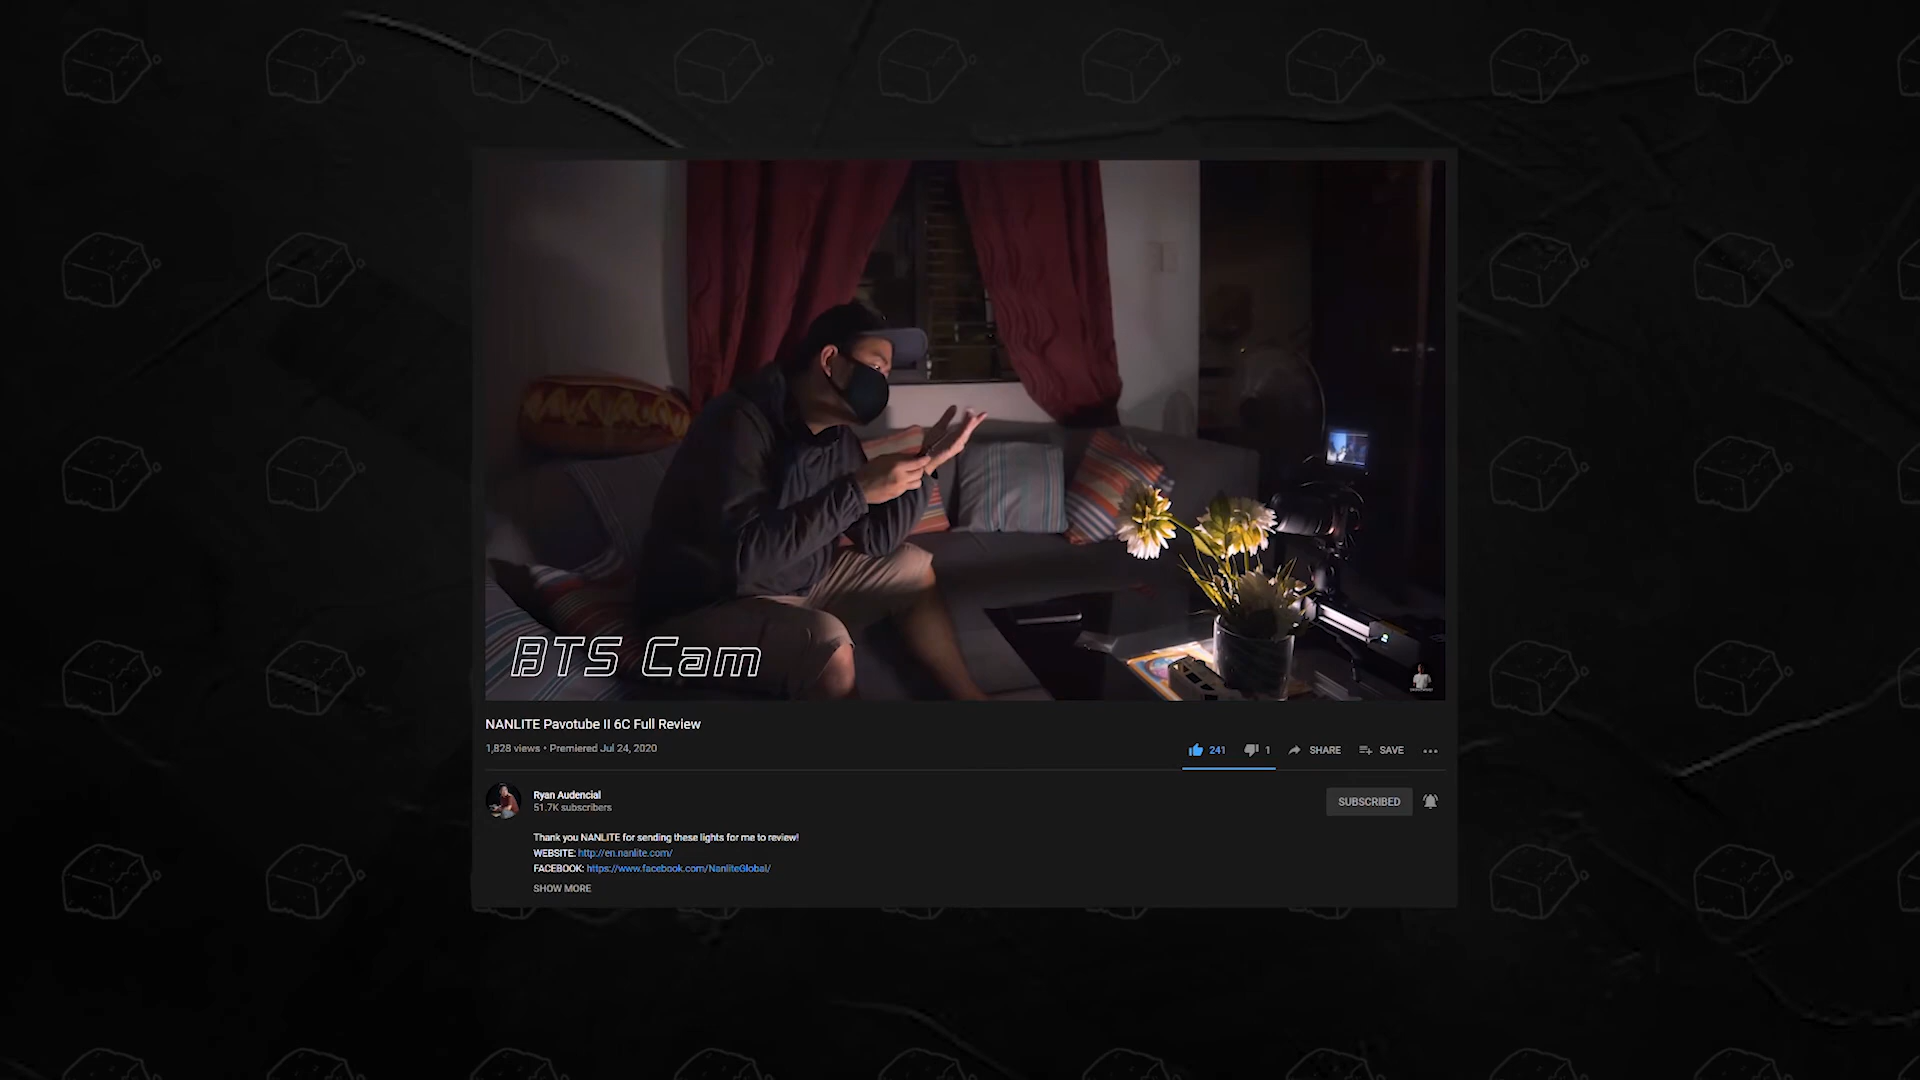 BTS Cam
NANLITE Pavotube II 6C Full Review
1,828 views • Premiered Jul 24, 2020
241 1 SHARE SAVE
Ryan Audencial
51.7K subscribers
SUBSCRIBED
Thank you NANLITE for sending these lights for me to review!
WEBSITE: http://en.nanlite.com/
FACEBOOK: https://www.facebook.com/NanliteGlobal/
SHOW MORE